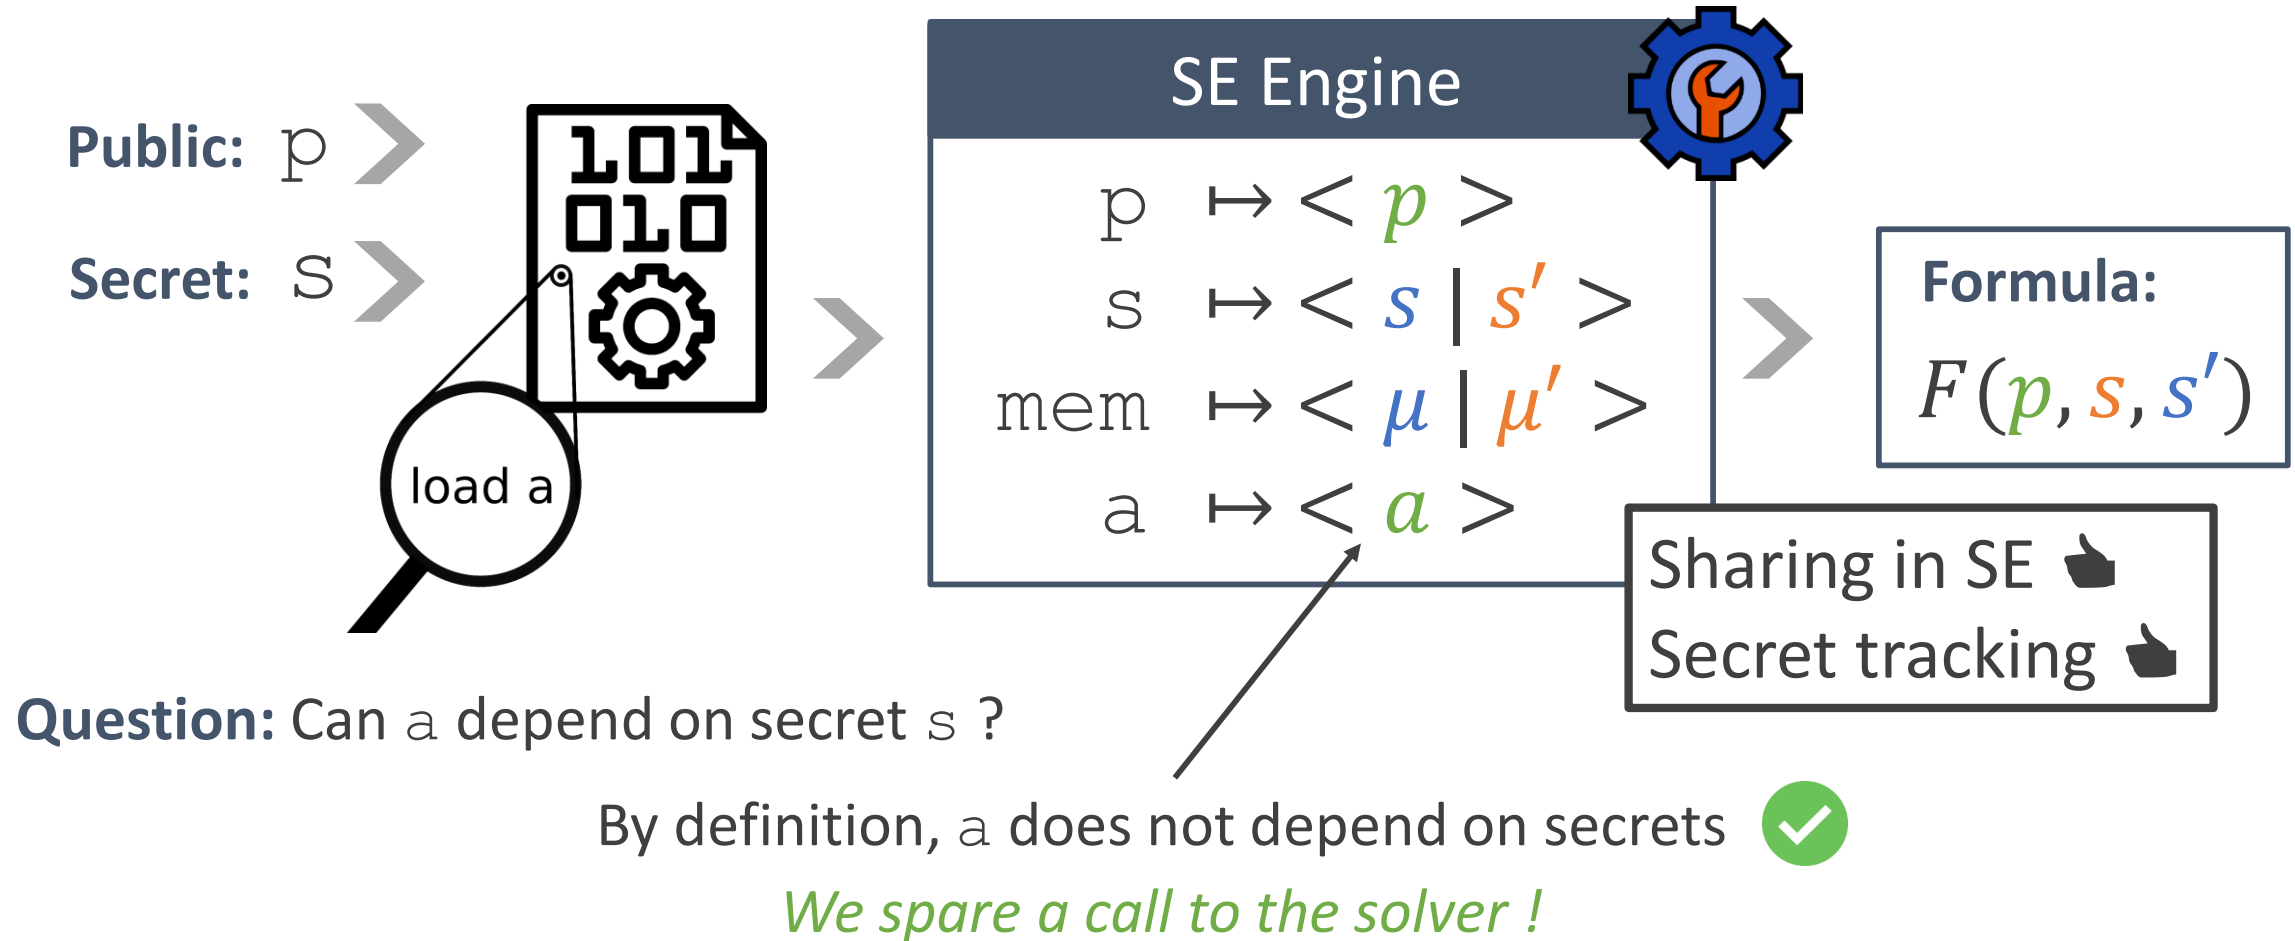 Public: p
Secret: s
101
010
load a
SE Engine
p ↦ < p >
s ↦ < s | s′ >
mem ↦ < μ | μ′ >
a ↦ < a >
Formula:
F(p, s, s′)
Sharing in SE
Secret tracking
Question: Can a depend on secret s ?
By definition, a does not depend on secrets
We spare a call to the solver !